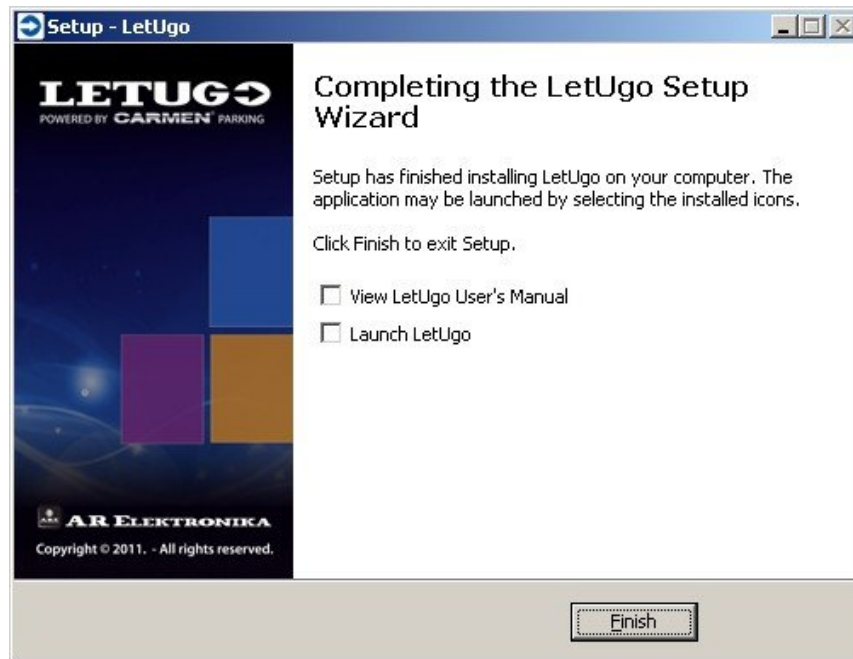 Setup - LetUgo
LETUGO
POWERED BY CARMEN® PARKING
Completing the LetUgo Setup
Wizard
Setup has finished installing LetUgo on your computer. The
application may be launched by selecting the installed icons.
Click Finish to exit Setup.
View LetUgo User's Manual
Launch LetUgo
AR ELEKTRONIKA
Copyright © 2011. - All rights reserved.
Finish